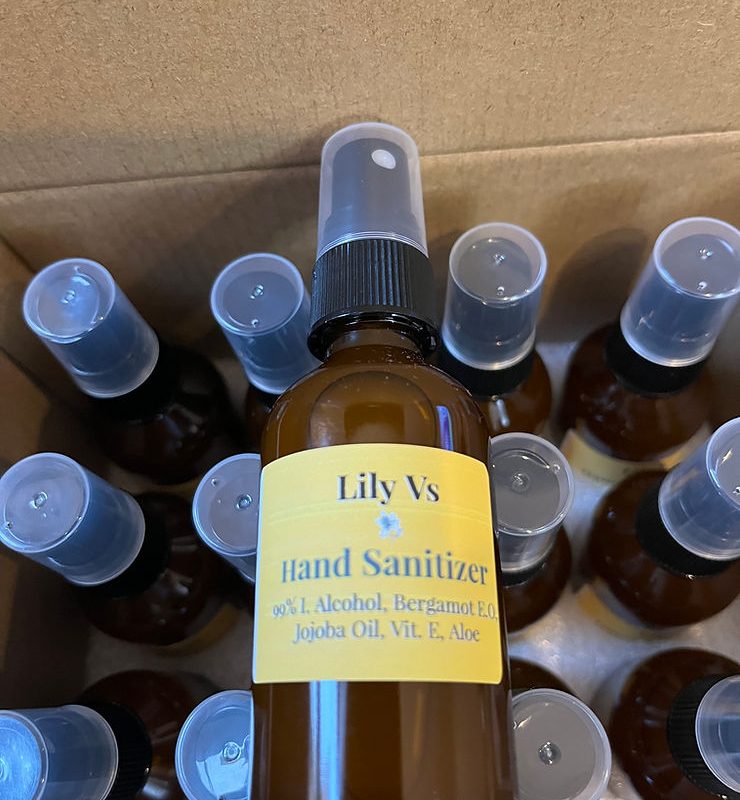 Lily Vs
Hand Sanitizer
99% I. Alcohol, Bergamot E.O.
Jojoba Oil, Vit. E, Aloe